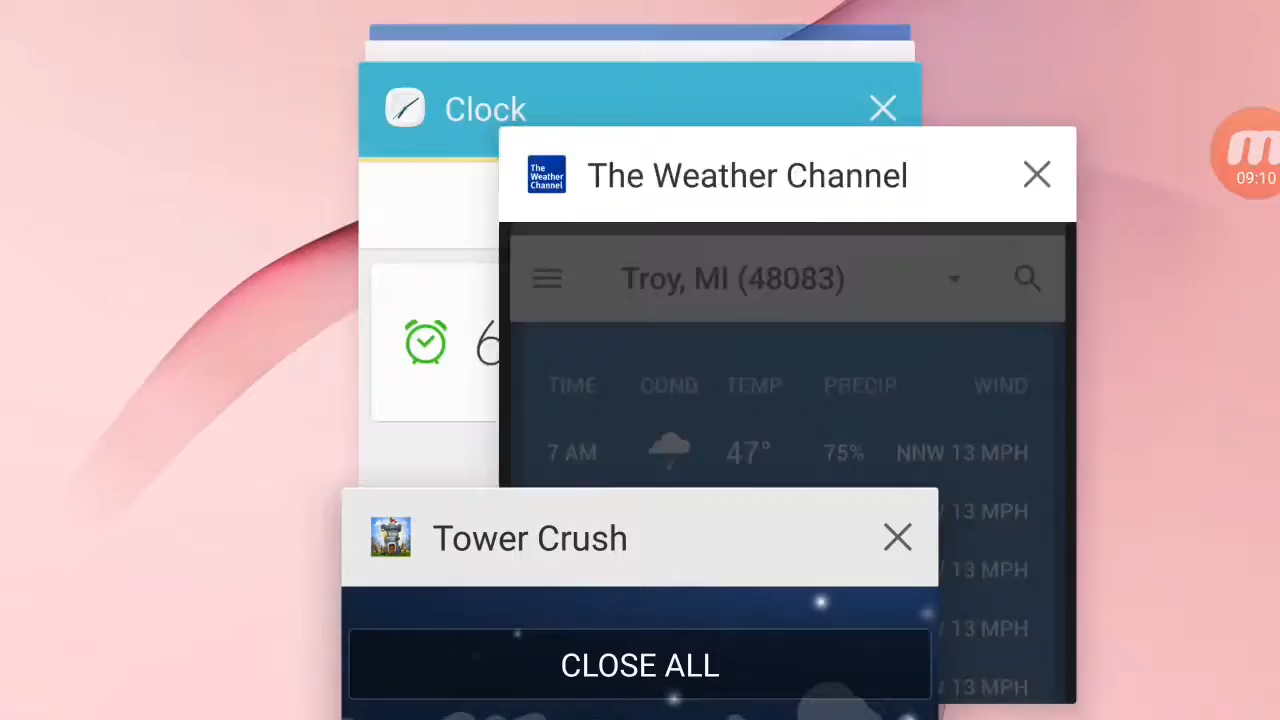 Clock
The Weather Channel
The Weather Channel
m
09:10
Troy, MI (48083)
6
TIME COND TEMP PRECIP WIND
7 AM 47° 75% NNW 13 MPH
13 MPH
Tower Crush
13 MPH
13 MPH
CLOSE ALL
13 MPH